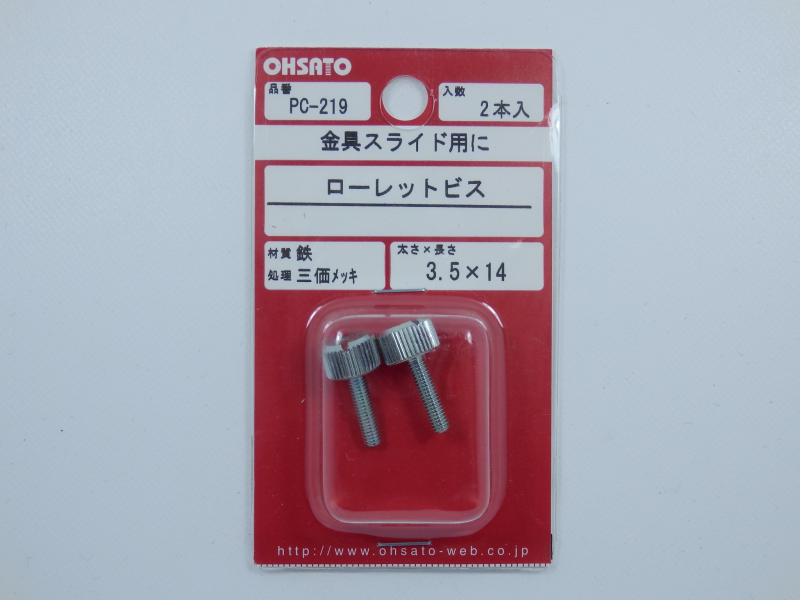 OHSATO
品番
PC-219
入数
2本入
金具スライド用に
ローレットビス
材質 鉄
処理 三価メッキ
太さ×長さ
3.5×14
http://www.ohsato-web.co.jp